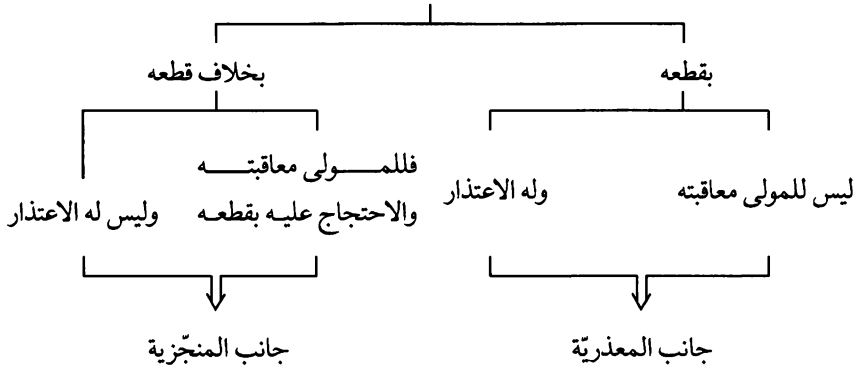 بقطعه
بخلاف قطعه
ليس للمولى معاقبته
وله الاعتذار
فللمولى معاقبته
والاحتجاج عليه بقطعه
وليس له الاعتذار
جانب المعذريّة
جانب المنجّزية